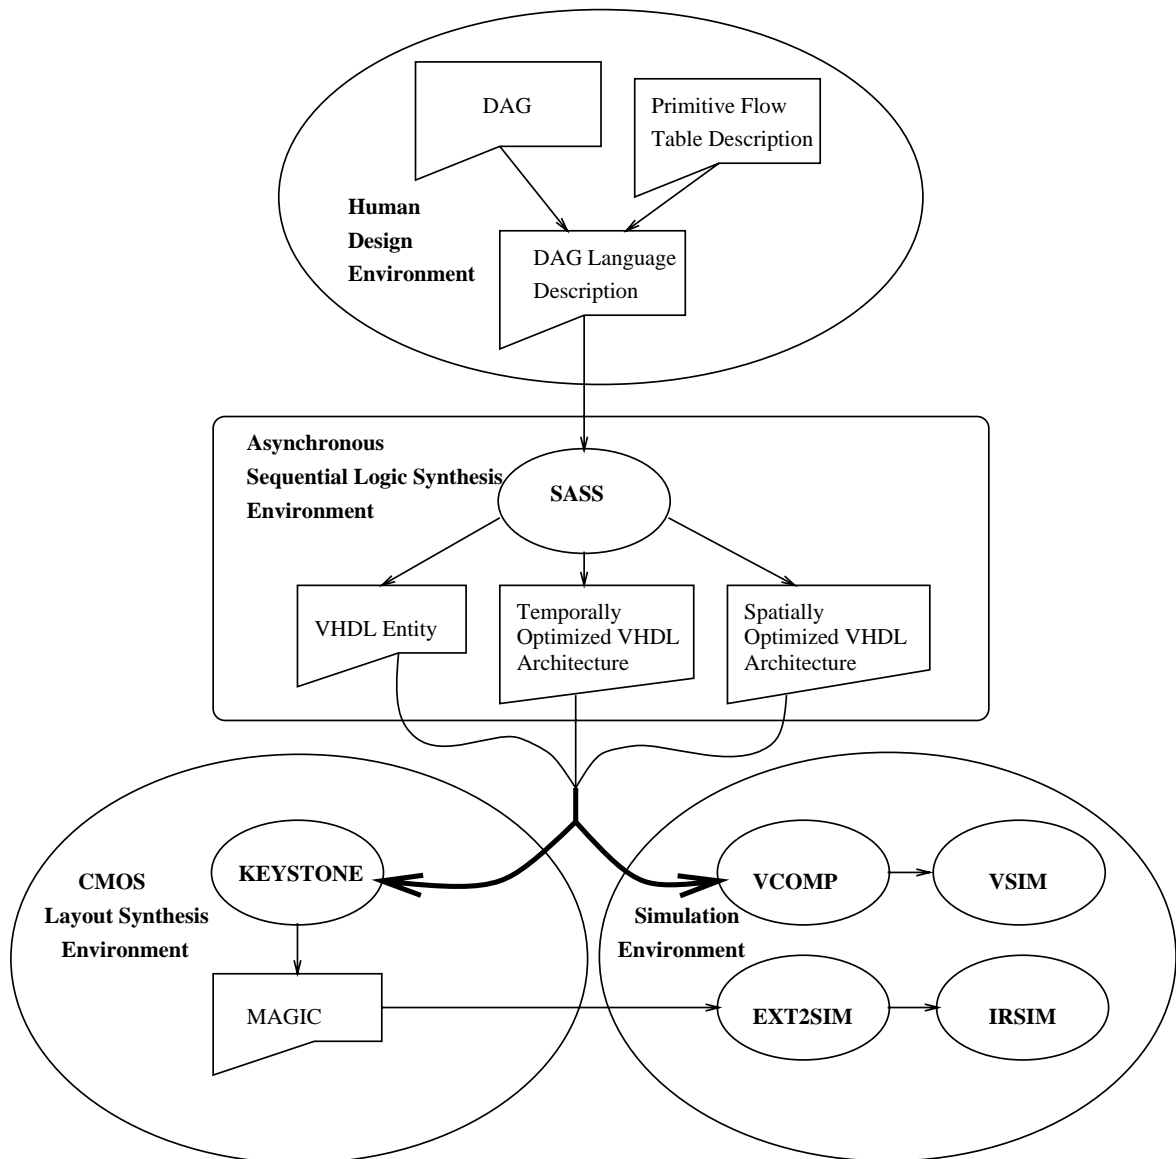 DAG
Primitive Flow
Table Description
Human
Design
Environment
DAG Language
Description
Asynchronous
Sequential Logic Synthesis
Environment
SASS
VHDL Entity
Temporally
Optimized VHDL
Architecture
Spatially
Optimized VHDL
Architecture
CMOS
Layout Synthesis
Environment
KEYSTONE
MAGIC
Simulation
Environment
VCOMP
VSIM
EXT2SIM
IRSIM